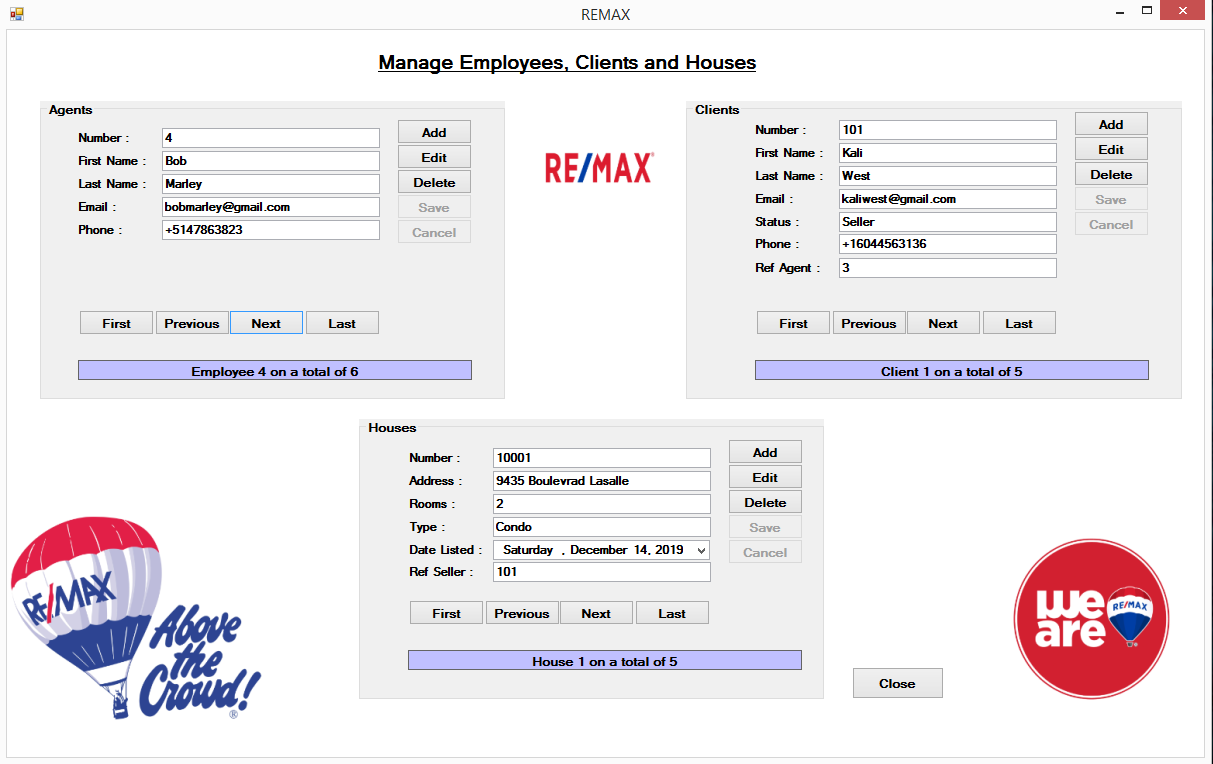 REMAX
Manage Employees, Clients and Houses
Agents
Number :
4
Add
First Name :
Bob
Edit
Last Name :
Marley
Delete
Email :
bobmarley@gmail.com
Save
Phone :
+5147863823
Cancel
First
Previous
Next
Last
Employee 4 on a total of 6
RE/MAX
Clients
Number :
101
Add
First Name :
Kali
Edit
Last Name :
West
Delete
Email :
kaliwest@gmail.com
Save
Status :
Seller
Cancel
Phone :
+16044563136
Ref Agent :
3
First
Previous
Next
Last
Client 1 on a total of 5
Houses
Number :
10001
Add
Address :
9435 Boulevrad Lasalle
Edit
Rooms :
2
Delete
Type :
Condo
Save
Date Listed :
Saturday , December 14, 2019
Cancel
Ref Seller :
101
First
Previous
Next
Last
House 1 on a total of 5
RE/MAX
Above
the
Crowd!
®
we
are
RE/MAX
Close